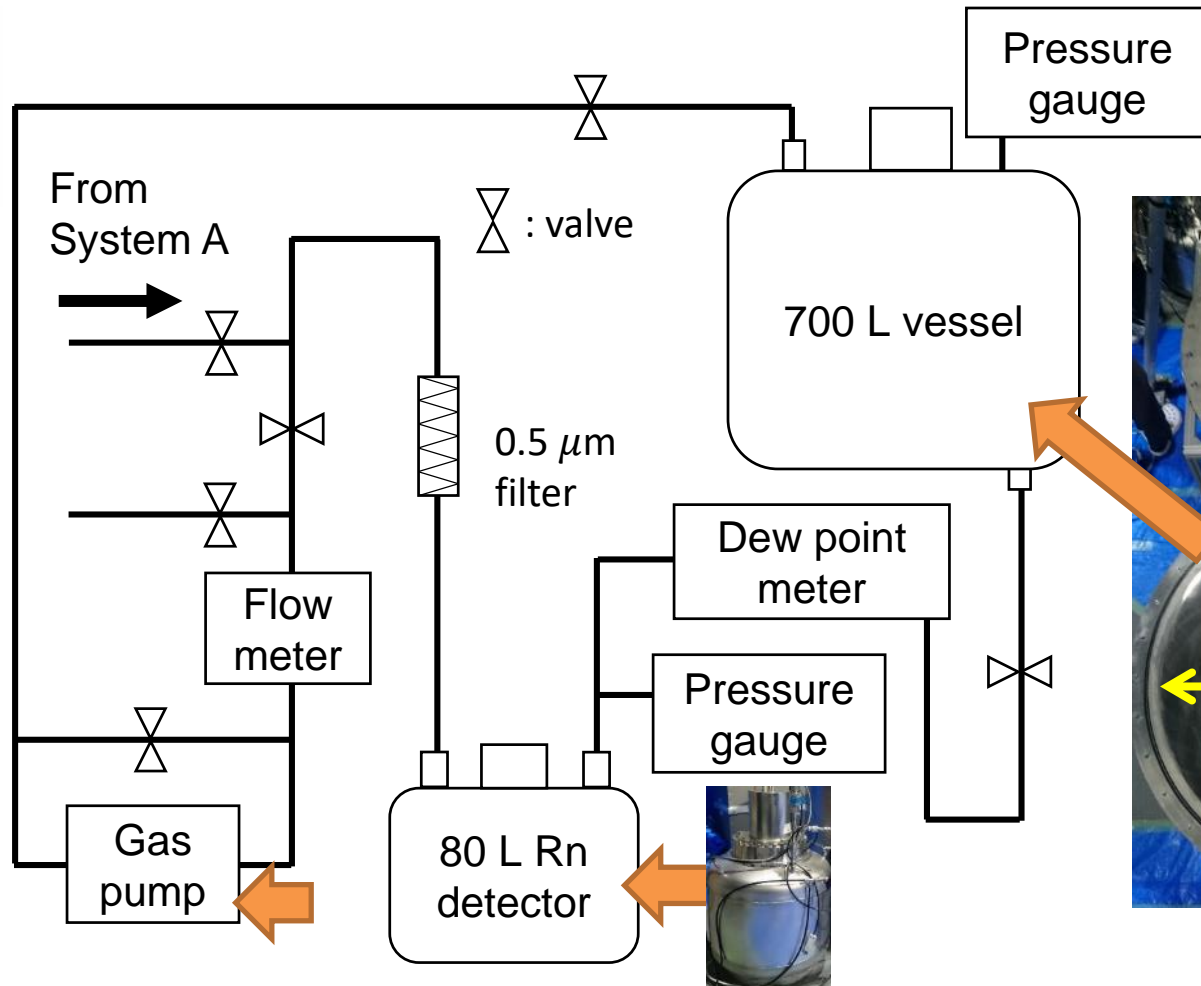 Pressure
gauge
From
System A
: valve
700 L vessel
0.5 μm
filter
Dew point
meter
Flow
meter
Pressure
gauge
Gas
pump
80 L Rn
detector